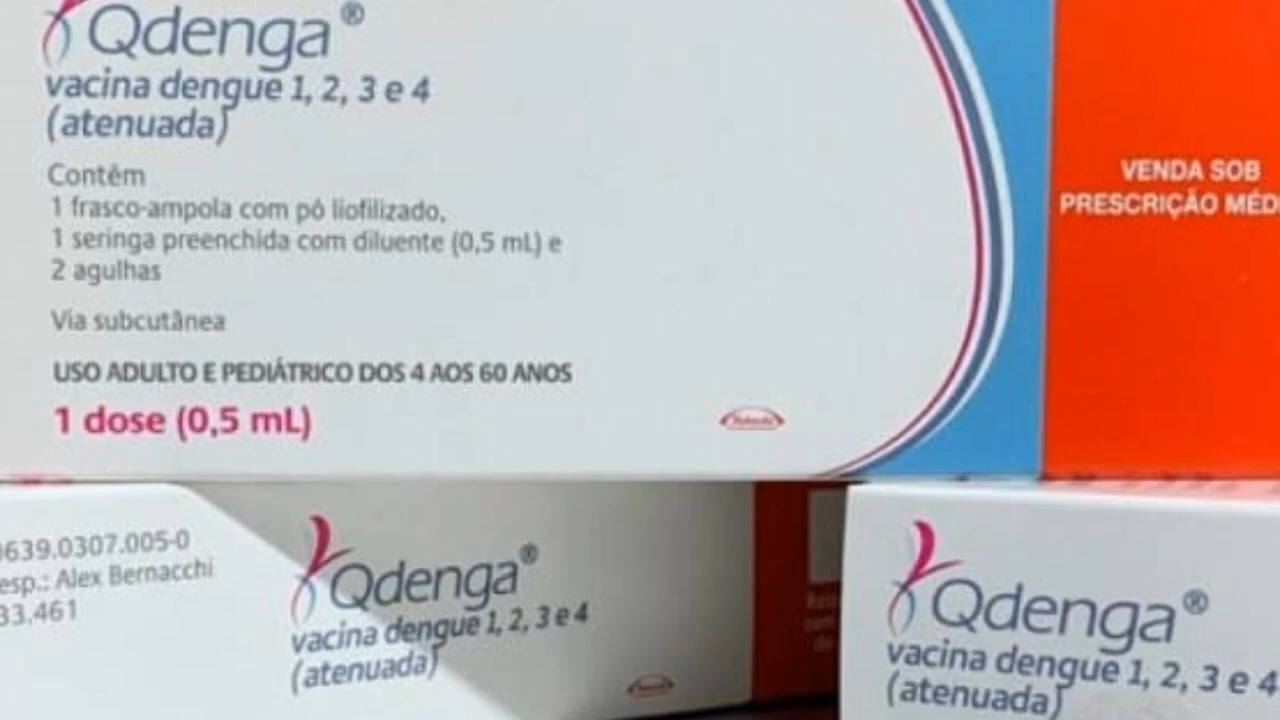 Qdenga®
vacina dengue 1, 2, 3 e 4
(atenuada)
Contém
1 frasco-ampola com pó liofilizado,
1 seringa preenchida com diluente (0,5 mL) e
2 agulhas
Via subcutânea
USO ADULTO E PEDIÁTRICO DOS 4 AOS 60 ANOS
1 dose (0,5 mL)
Takeda
VENDA SOB
PRESCRIÇÃO MÉD
0639.0307.005-0
esp.: Alex Bernacchi
33.461
Qdenga®
vacina dengue 1, 2, 3 e 4
(atenuada)
Qdenga®
vacina dengue 1, 2, 3 e 4
(atenuada)